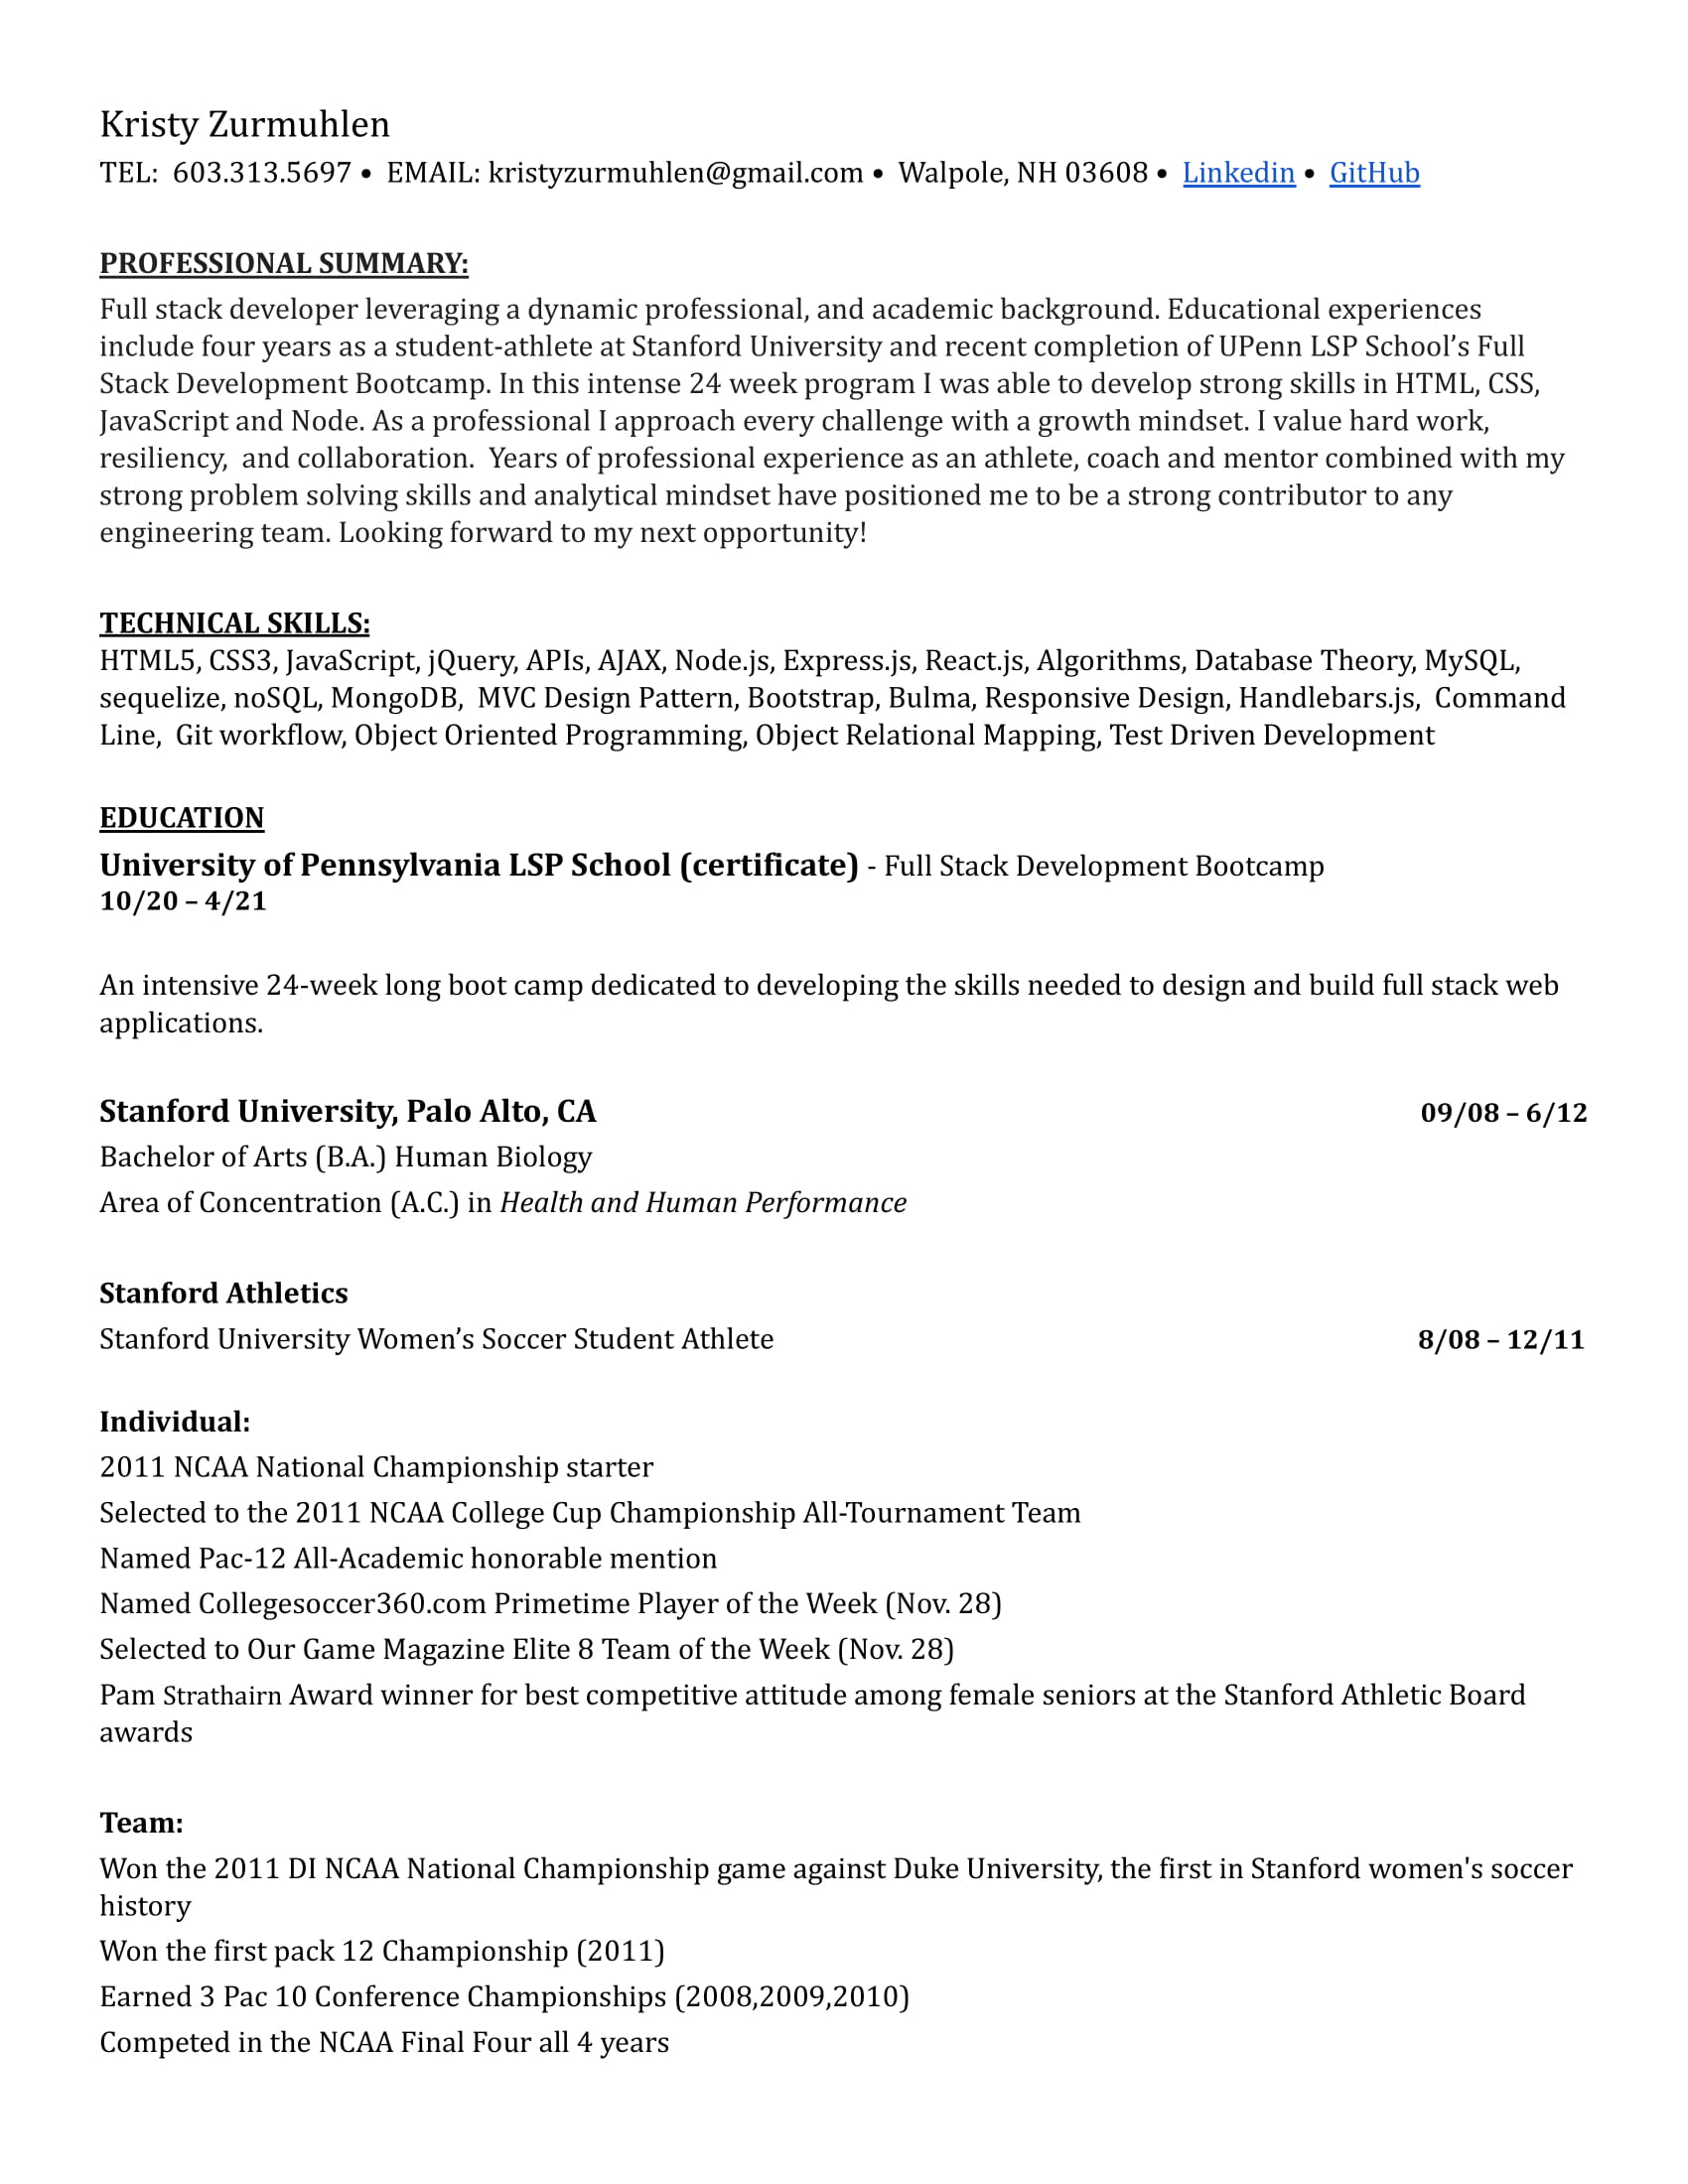 Kristy Zurmuhlen
TEL:  603.313.5697 •  EMAIL: kristyzurmuhlen@gmail.com •  Walpole, NH 03608 •  Linkedin •  GitHub
PROFESSIONAL SUMMARY:
Full stack developer leveraging a dynamic professional, and academic background. Educational experiences
include four years as a student-athlete at Stanford University and recent completion of UPenn LSP School’s Full
Stack Development Bootcamp. In this intense 24 week program I was able to develop strong skills in HTML, CSS,
JavaScript and Node. As a professional I approach every challenge with a growth mindset. I value hard work,
resiliency,  and collaboration.  Years of professional experience as an athlete, coach and mentor combined with my
strong problem solving skills and analytical mindset have positioned me to be a strong contributor to any
engineering team. Looking forward to my next opportunity!
TECHNICAL SKILLS:
HTML5, CSS3, JavaScript, jQuery, APIs, AJAX, Node.js, Express.js, React.js, Algorithms, Database Theory, MySQL,
sequelize, noSQL, MongoDB,  MVC Design Pattern, Bootstrap, Bulma, Responsive Design, Handlebars.js,  Command
Line,  Git workflow, Object Oriented Programming, Object Relational Mapping, Test Driven Development
EDUCATION
University of Pennsylvania LSP School (certificate) - Full Stack Development Bootcamp
10/20 – 4/21
An intensive 24-week long boot camp dedicated to developing the skills needed to design and build full stack web
applications.
Stanford University, Palo Alto, CA 09/08 – 6/12
Bachelor of Arts (B.A.) Human Biology
Area of Concentration (A.C.) in Health and Human Performance
Stanford Athletics
Stanford University Women’s Soccer Student Athlete 8/08 – 12/11
Individual:
2011 NCAA National Championship starter
Selected to the 2011 NCAA College Cup Championship All-Tournament Team
Named Pac-12 All-Academic honorable mention
Named Collegesoccer360.com Primetime Player of the Week (Nov. 28)
Selected to Our Game Magazine Elite 8 Team of the Week (Nov. 28)
Pam Strathairn Award winner for best competitive attitude among female seniors at the Stanford Athletic Board
awards
Team:
Won the 2011 DI NCAA National Championship game against Duke University, the first in Stanford women's soccer
history
Won the first pack 12 Championship (2011)
Earned 3 Pac 10 Conference Championships (2008,2009,2010)
Competed in the NCAA Final Four all 4 years